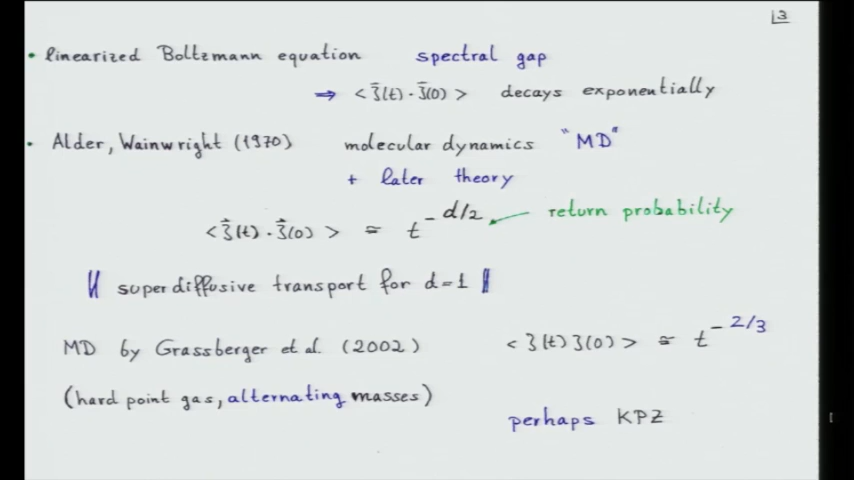 3
• linearized Boltzmann equation spectral gap
⇒ < ξ⃗(t) · ξ⃗(0) > decays exponentially
• Alder, Wainwright (1970) molecular dynamics "MD"
+ later theory
< ξ⃗(t) · ξ⃗(0) > ≃ t^{-d/2} ← return probability
‖ superdiffusive transport for d=1 ‖
MD by Grassberger et al. (2002) < ξ(t) ξ(0) > ≃ t^{-2/3}
(hard point gas, alternating masses)
perhaps KPZ